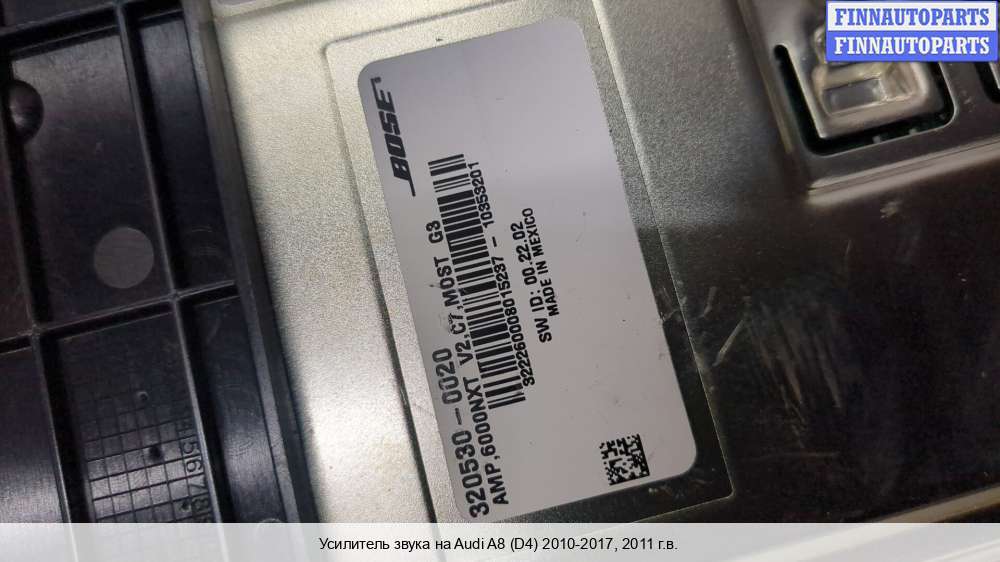 FINNAUTOPARTS
FINNAUTOPARTS
BOSE
320530-0020
AMP,6000NXT V2,C7,MOST G3
322260008015237 - 10353201
SW ID: 00.22.02
MADE IN MEXICO
Усилитель звука на Audi A8 (D4) 2010-2017, 2011 г.в.